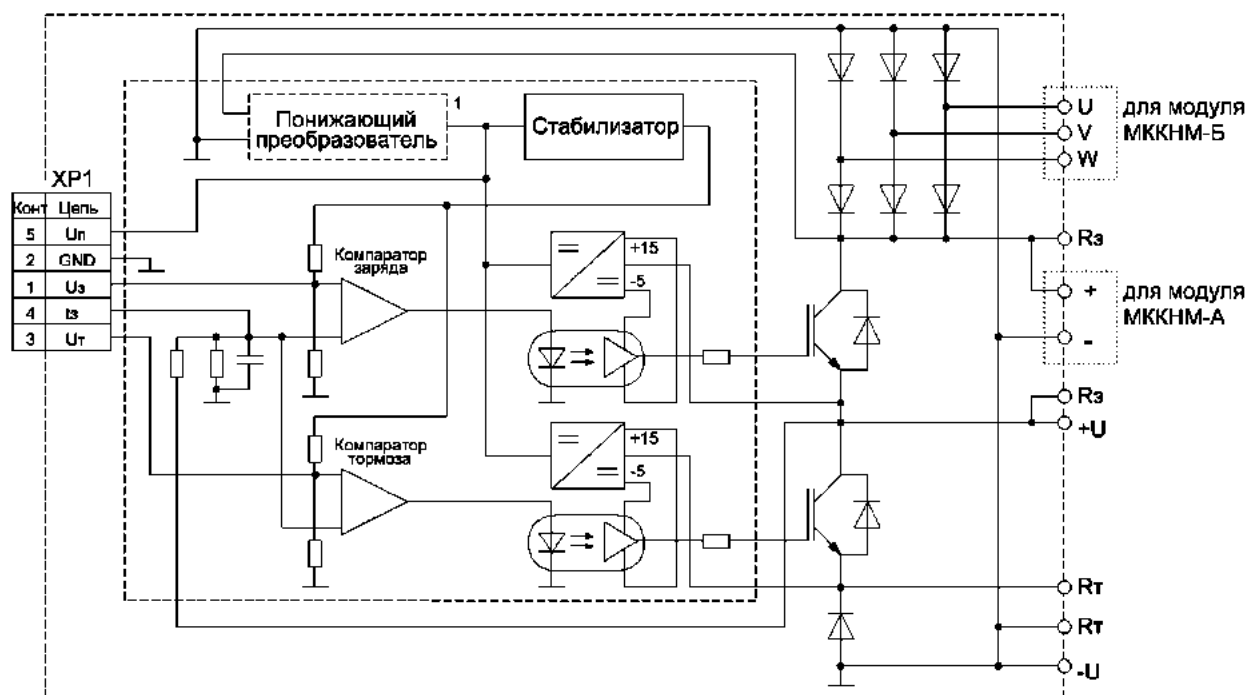 1
Понижающий
преобразователь
Стабилизатор
U
V
W
для модуля
МККНМ-Б
XP1
Конт Цепь
5 Uп
2 GND
1 Uз
4 tз
3 Uт
Компаратор
заряда
+15
-5
Rз
+
-
для модуля
МККНМ-А
Rз
+U
Компаратор
тормоза
+15
-5
Rт
Rт
-U